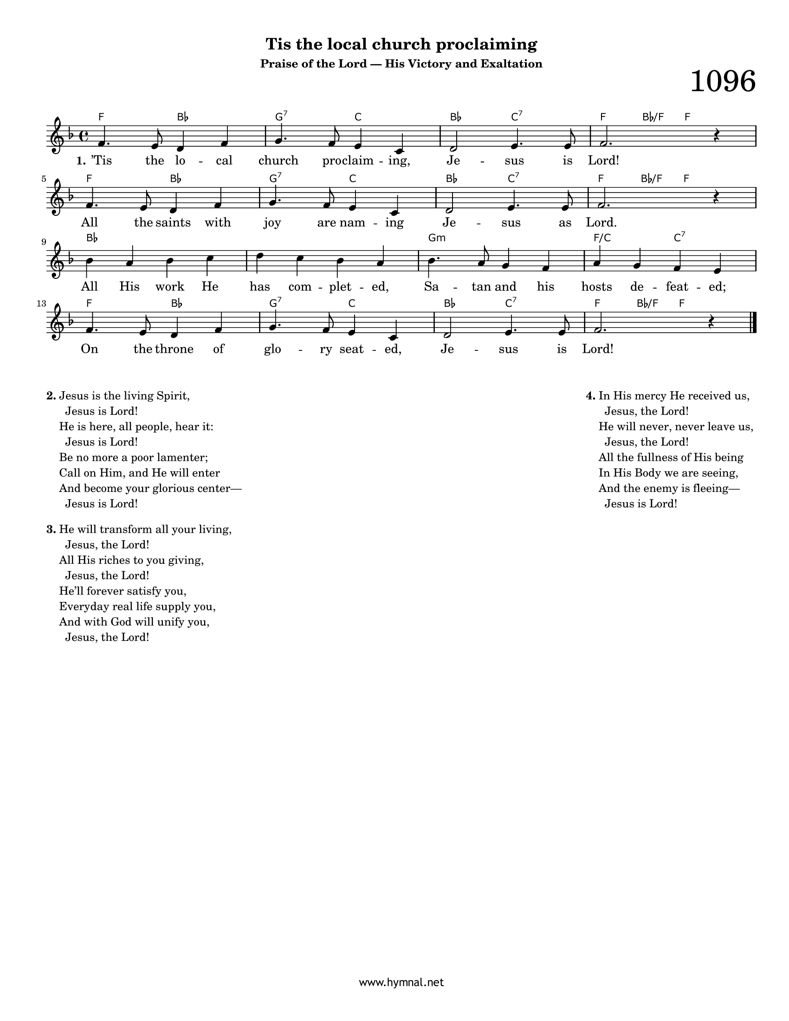 Tis the local church proclaiming
Praise of the Lord — His Victory and Exaltation
1096
F B♭ G7 C B♭ C7 F B♭/F F
1. 'Tis the lo - cal church proclaim - ing, Je - sus is Lord!
5
F B♭ G7 C B♭ C7 F B♭/F F
All the saints with joy are nam - ing Je - sus as Lord.
9
B♭ Gm F/C C7
All His work He has com - plet - ed, Sa - tan and his hosts de - feat - ed;
13
F B♭ G7 C B♭ C7 F B♭/F F
On the throne of glo - ry seat - ed, Je - sus is Lord!
2. Jesus is the living Spirit,
Jesus is Lord!
He is here, all people, hear it:
Jesus is Lord!
Be no more a poor lamenter;
Call on Him, and He will enter
And become your glorious center—
Jesus is Lord!
3. He will transform all your living,
Jesus, the Lord!
All His riches to you giving,
Jesus, the Lord!
He'll forever satisfy you,
Everyday real life supply you,
And with God will unify you,
Jesus, the Lord!
4. In His mercy He received us,
Jesus, the Lord!
He will never, never leave us,
Jesus, the Lord!
All the fullness of His being
In His Body we are seeing,
And the enemy is fleeing—
Jesus is Lord!
www.hymnal.net